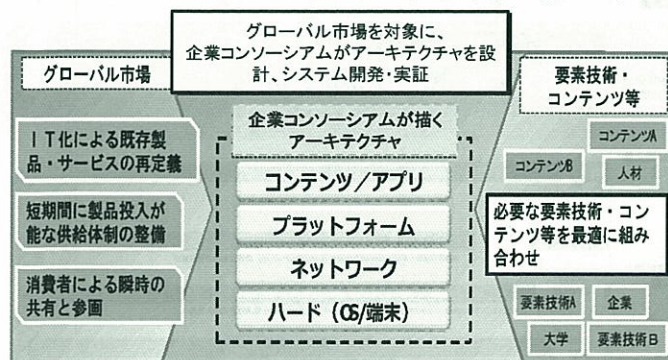 グローバル市場を対象に、
企業コンソーシアムがアーキテクチャを設
計、システム開発・実証
グローバル市場
ＩＴ化による既存製
品・サービスの再定義
短期間に製品投入が
能な供給体制の整備
消費者による瞬時の
共有と参画
企業コンソーシアムが描く
アーキテクチャ
コンテンツ／アプリ
プラットフォーム
ネットワーク
ハード（OS/端末）
要素技術・
コンテンツ等
コンテンツA
コンテンツB
人材
必要な要素技術・コン
テンツ等を最適に組み
合わせ
要素技術A
企業
大学
要素技術Ｂ